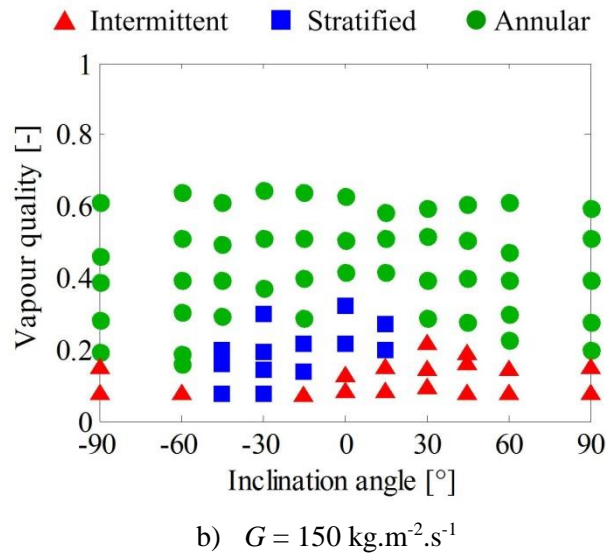 Intermittent Stratified Annular
1
0.8
0.6
0.4
0.2
0
Vapour quality [-]
-90 -60 -30 0 30 60 90
Inclination angle [°]
b) G = 150 kg.m⁻².s⁻¹